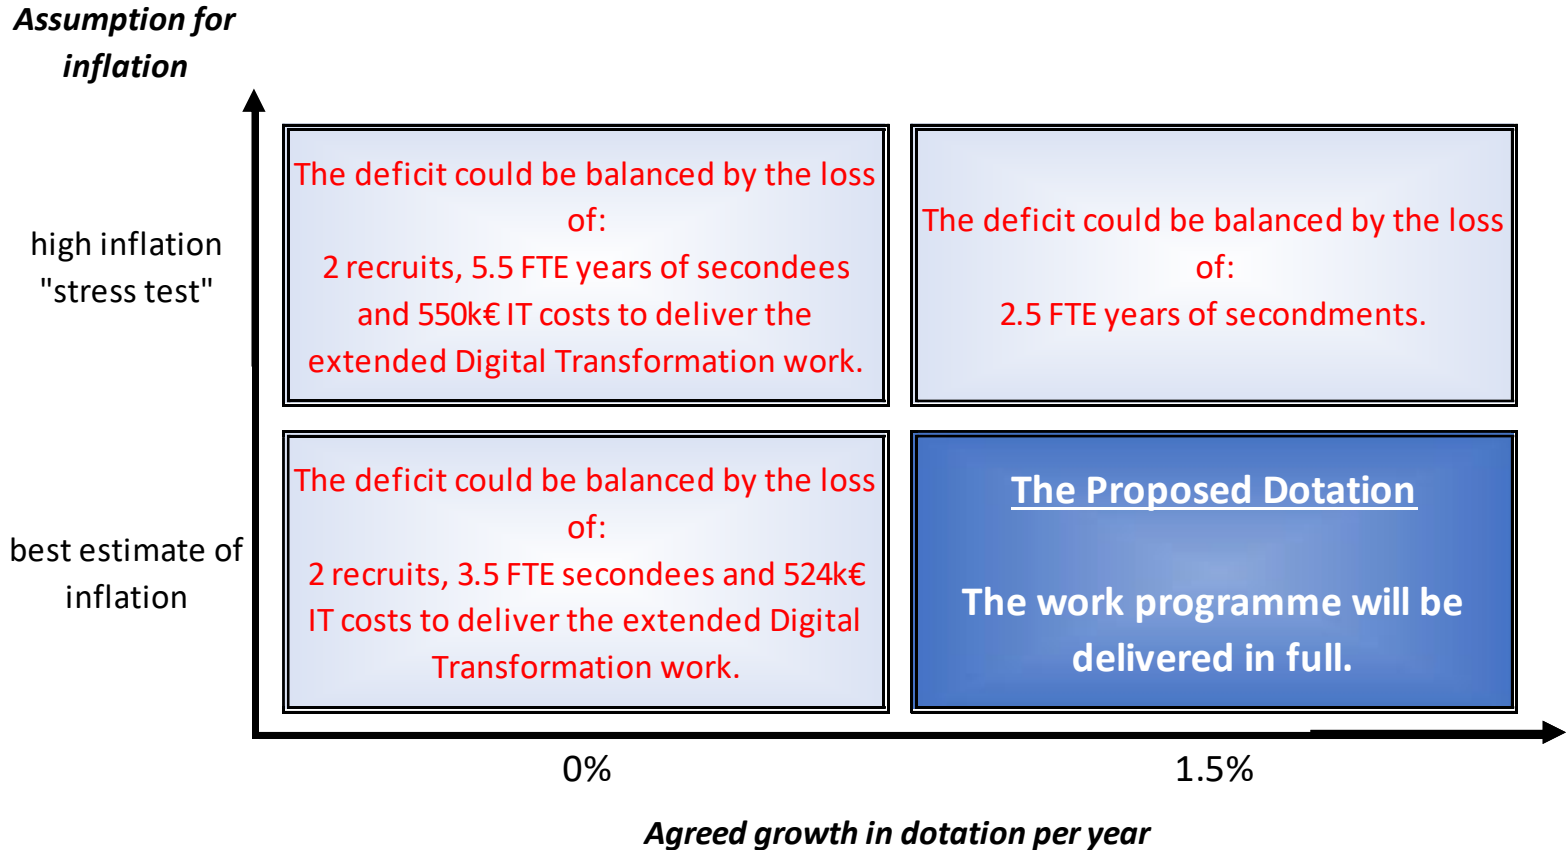 Assumption for
inflation
high inflation
"stress test"
The deficit could be balanced by the loss
of:
2 recruits, 5.5 FTE years of secondees
and 550k€ IT costs to deliver the
extended Digital Transformation work.
The deficit could be balanced by the loss
of:
2.5 FTE years of secondments.
best estimate of
inflation
The deficit could be balanced by the loss
of:
2 recruits, 3.5 FTE secondees and 524k€
IT costs to deliver the extended Digital
Transformation work.
The Proposed Dotation
The work programme will be
delivered in full.
0%
1.5%
Agreed growth in dotation per year